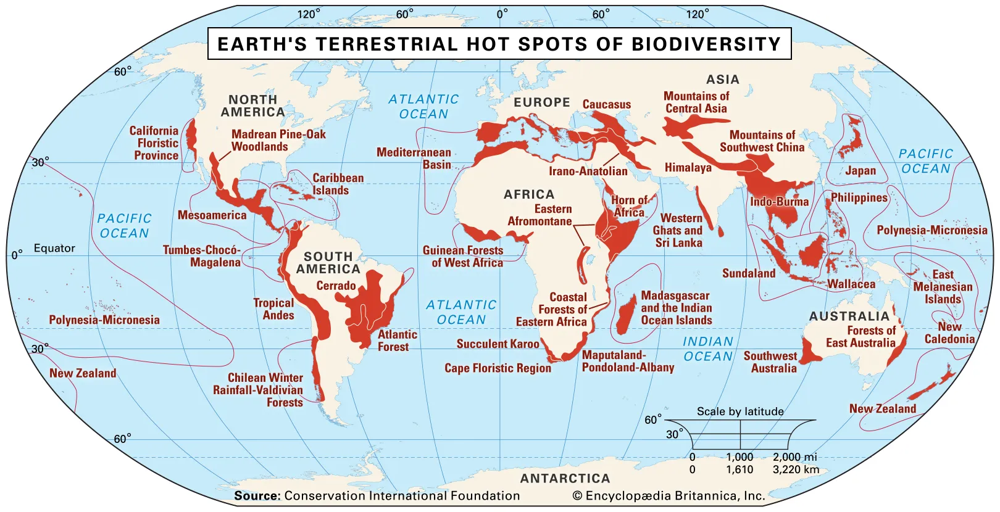 120°
60°
0°
60°
120°
EARTH'S TERRESTRIAL HOT SPOTS OF BIODIVERSITY
60°
ASIA
NORTH
AMERICA
ATLANTIC
OCEAN
EUROPE
Caucasus
Mountains of
Central Asia
California
Floristic
Province
Madrean Pine-Oak
Woodlands
Mediterranean
Basin
Mountains of
Southwest China
PACIFIC
OCEAN
30°
Irano-Anatolian
Himalaya
Japan
Caribbean
Islands
AFRICA
Eastern
Afromontane
Horn of
Africa
Indo-Burma
Philippines
Mesoamerica
PACIFIC
OCEAN
Western
Ghats and
Sri Lanka
Polynesia-Micronesia
0°
Equator
Tumbes-Chocó-
Magalena
SOUTH
AMERICA
Guinean Forests
of West Africa
Sundaland
Wallacea
East
Melanesian
Islands
Cerrado
Tropical
Andes
ATLANTIC
OCEAN
Coastal
Forests of
Eastern Africa
Madasgascar
and the Indian
Ocean Islands
Polynesia-Micronesia
AUSTRALIA
Forests of
East Australia
New
Caledonia
Atlantic
Forest
Succulent Karoo
INDIAN
OCEAN
30°
Cape Floristic Region
Maputaland-
Pondoland-Albany
Southwest
Australia
New Zealand
Chilean Winter
Rainfall-Valdivian
Forests
New Zealand
Scale by latitude
60°
30°
0
1,000
2,000 mi
0
1,610
3,220 km
60°
ANTARCTICA
Source: Conservation International Foundation
© Encyclopædia Britannica, Inc.